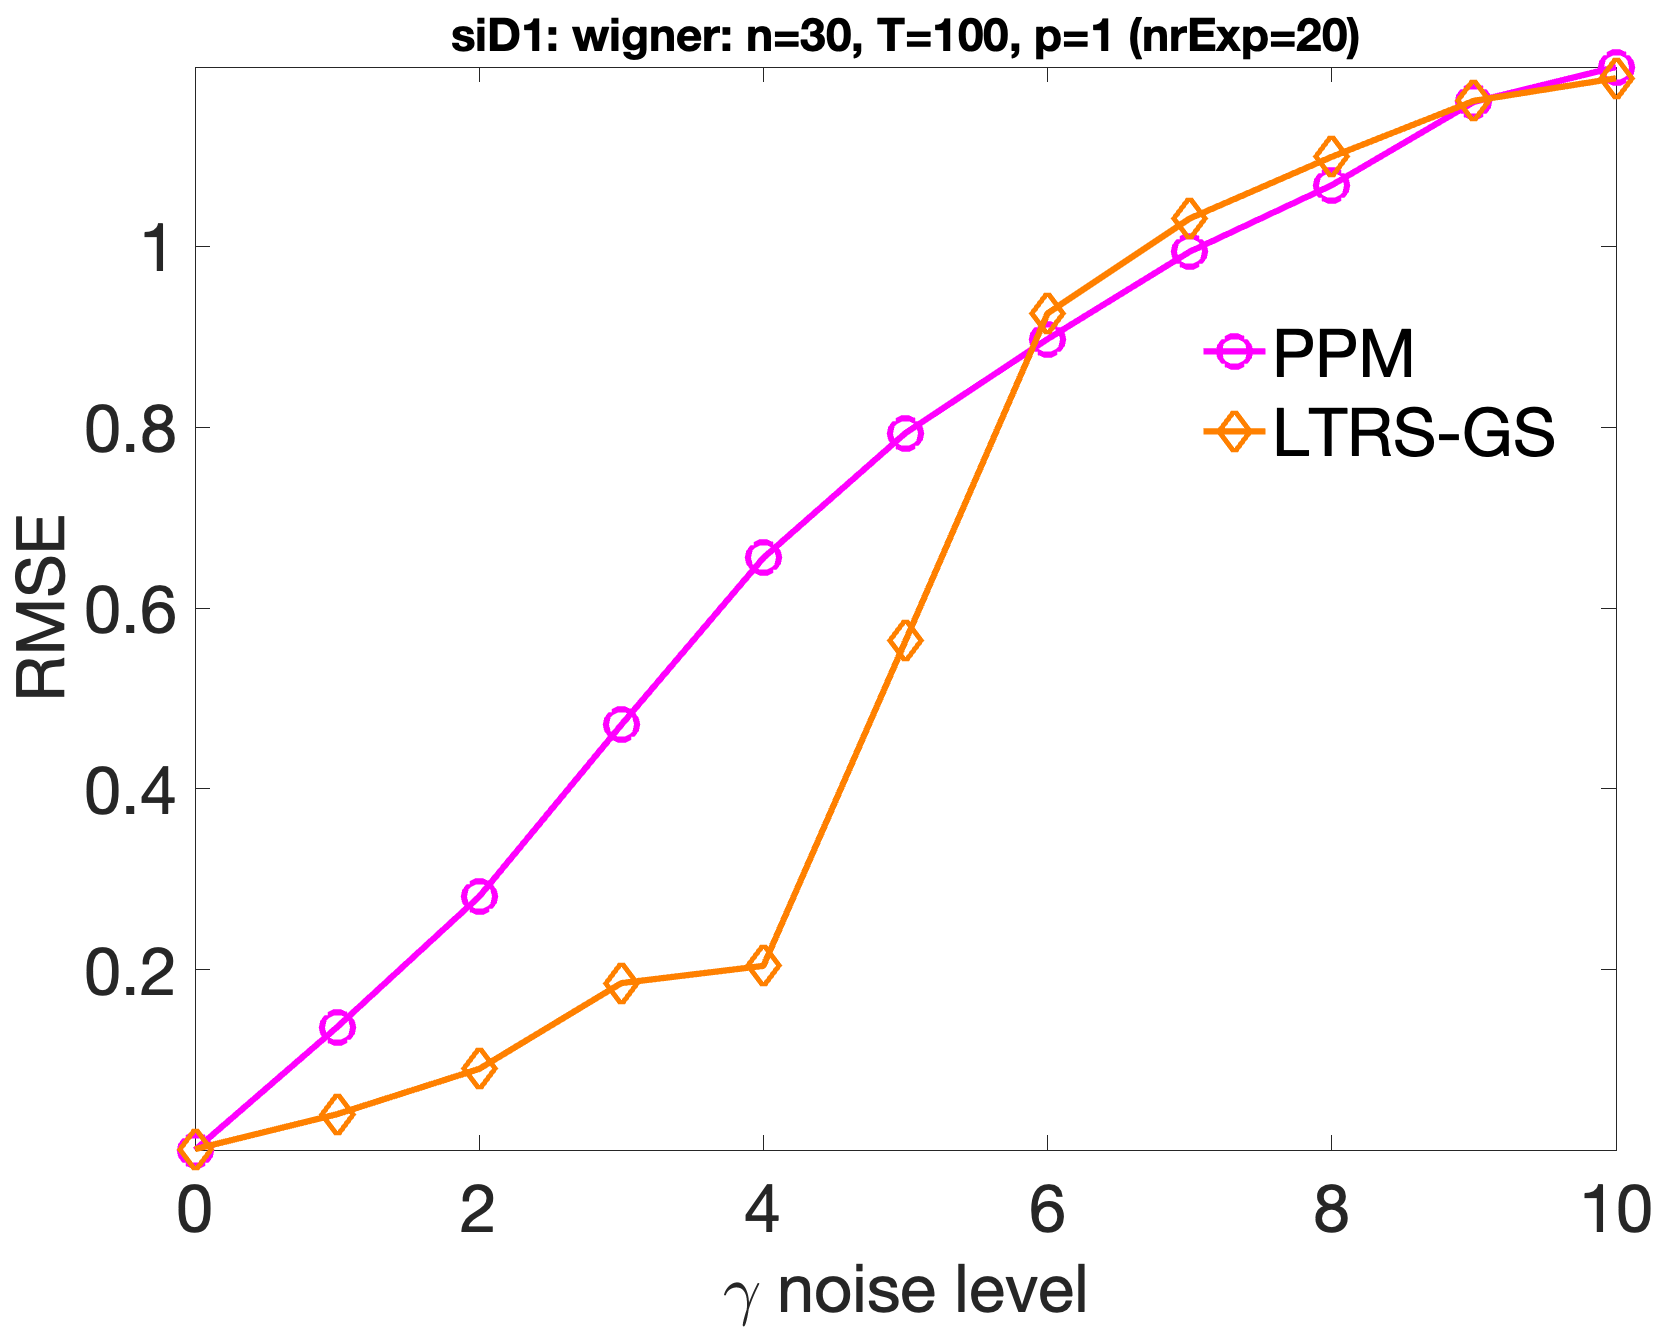 siD1: wigner: n=30, T=100, p=1 (nrExp=20)
1
0.8
0.6
0.4
0.2
RMSE
PPM
LTRS-GS
0 2 4 6 8 10
γ noise level